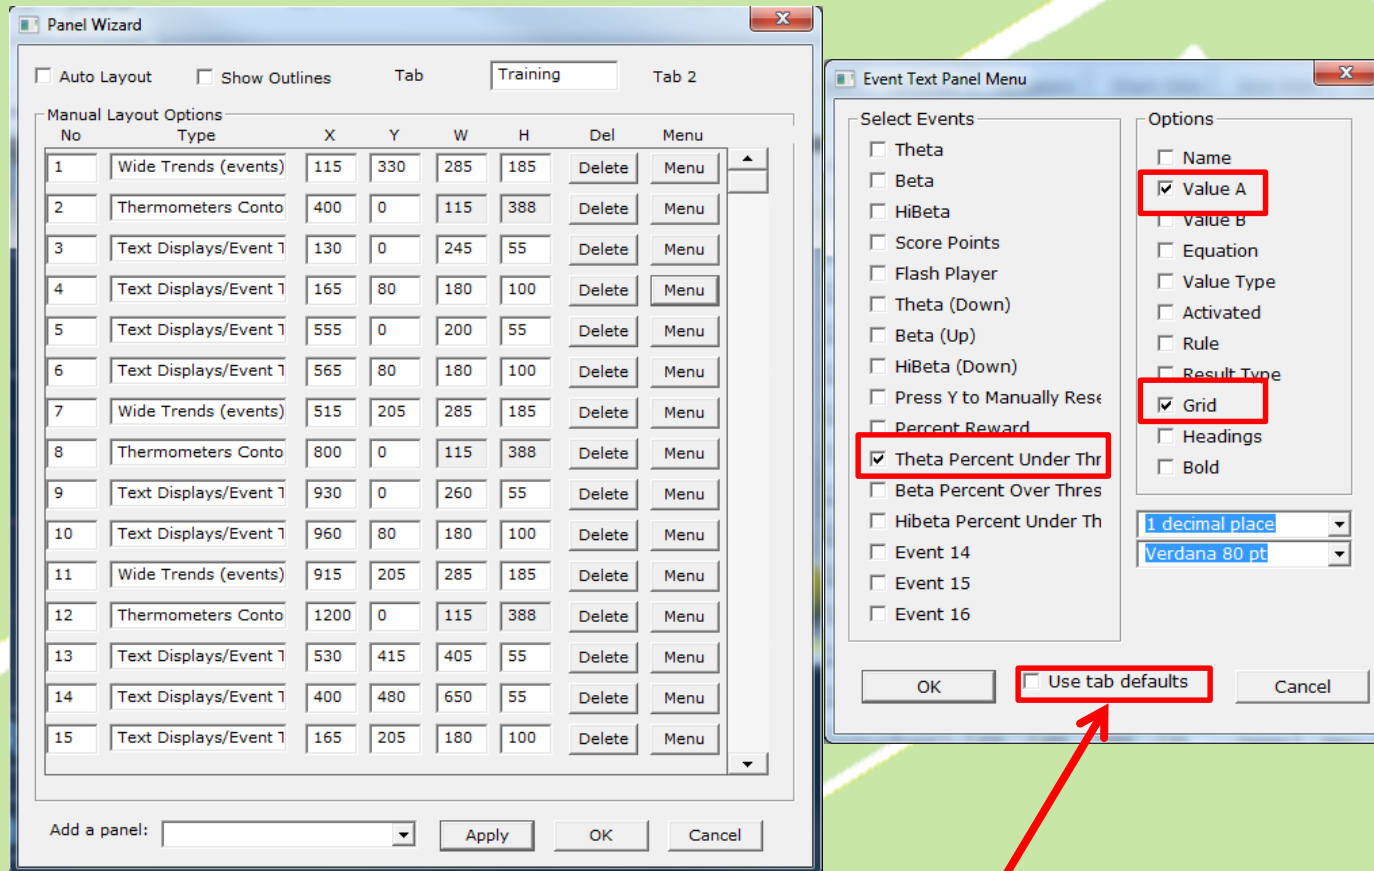 Panel Wizard
Auto Layout Show Outlines Tab Training Tab 2
Manual Layout Options
No Type X Y W H Del Menu
1 Wide Trends (events) 115 330 285 185 Delete Menu
2 Thermometers Conto 400 0 115 388 Delete Menu
3 Text Displays/Event T 130 0 245 55 Delete Menu
4 Text Displays/Event T 165 80 180 100 Delete Menu
5 Text Displays/Event T 555 0 200 55 Delete Menu
6 Text Displays/Event T 565 80 180 100 Delete Menu
7 Wide Trends (events) 515 205 285 185 Delete Menu
8 Thermometers Conto 800 0 115 388 Delete Menu
9 Text Displays/Event T 930 0 260 55 Delete Menu
10 Text Displays/Event T 960 80 180 100 Delete Menu
11 Wide Trends (events) 915 205 285 185 Delete Menu
12 Thermometers Conto 1200 0 115 388 Delete Menu
13 Text Displays/Event T 530 415 405 55 Delete Menu
14 Text Displays/Event T 400 480 650 55 Delete Menu
15 Text Displays/Event T 165 205 180 100 Delete Menu
Add a panel: Apply OK Cancel
Event Text Panel Menu
Select Events
Theta
Beta
HiBeta
Score Points
Flash Player
Theta (Down)
Beta (Up)
HiBeta (Down)
Press Y to Manually Rese
Percent Reward
Theta Percent Under Thr
Beta Percent Over Thres
Hibeta Percent Under Th
Event 14
Event 15
Event 16
Options
Name
Value A
Value B
Equation
Value Type
Activated
Rule
Result Type
Grid
Headings
Bold
1 decimal place
Verdana 80 pt
OK Use tab defaults Cancel